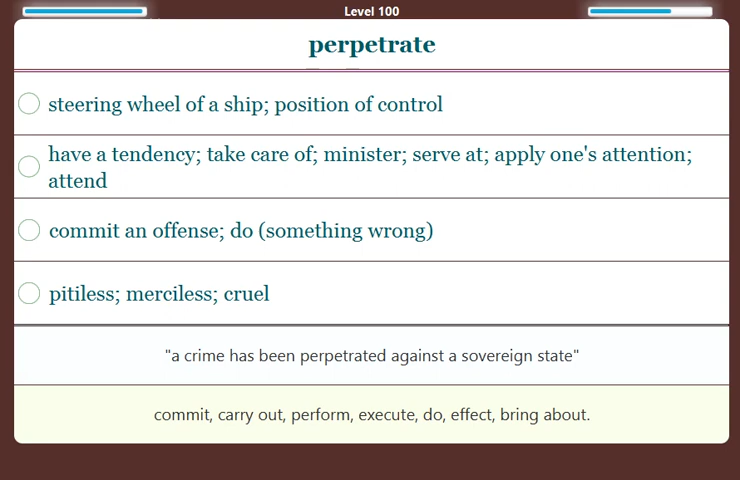 Level 100
perpetrate
steering wheel of a ship; position of control
have a tendency; take care of; minister; serve at; apply one's attention;
attend
commit an offense; do (something wrong)
pitiless; merciless; cruel
"a crime has been perpetrated against a sovereign state"
commit, carry out, perform, execute, do, effect, bring about.